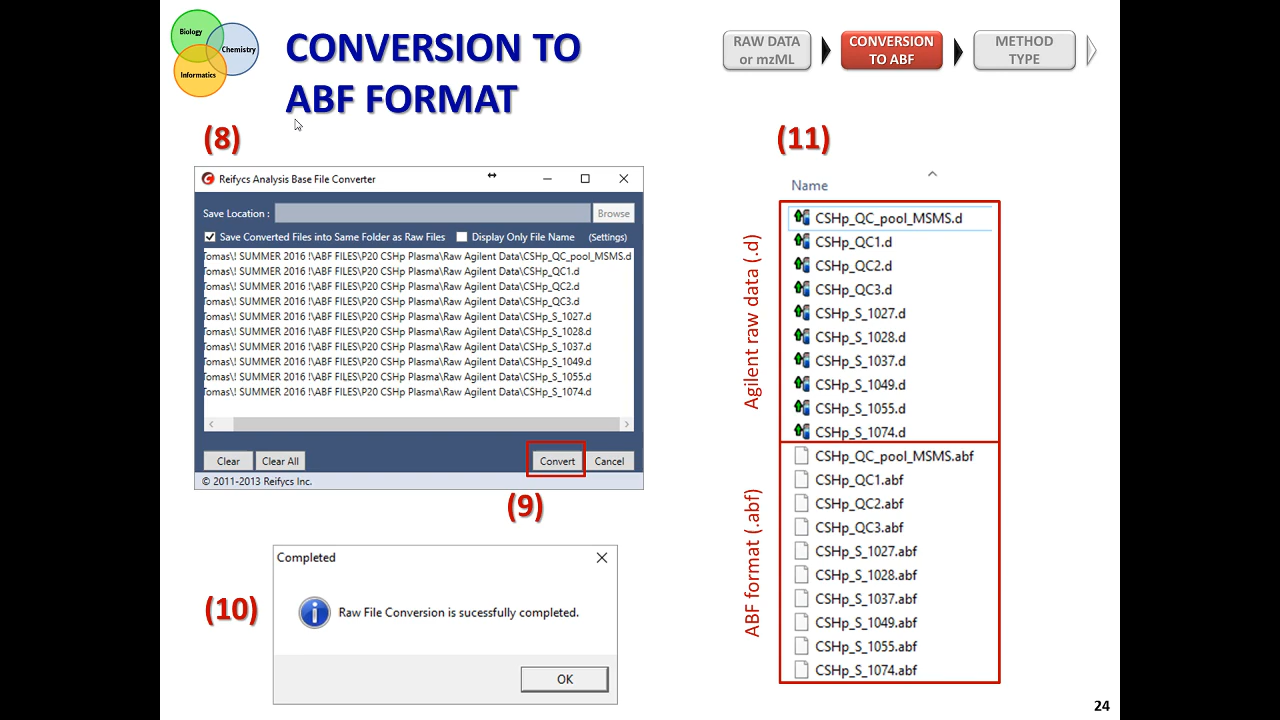 Biology
Chemistry
Informatics
CONVERSION TO
ABF FORMAT
RAW DATA
or mzML
CONVERSION
TO ABF
METHOD
TYPE
(8)
Reifycs Analysis Base File Converter
Save Location :
Browse
Save Converted Files into Same Folder as Raw Files
Display Only File Name
(Settings)
Tomas\! SUMMER 2016 !\ABF FILES\P20 CSHp Plasma\Raw Agilent Data\CSHp_QC_pool_MSMS.d
Tomas\! SUMMER 2016 !\ABF FILES\P20 CSHp Plasma\Raw Agilent Data\CSHp_QC1.d
Tomas\! SUMMER 2016 !\ABF FILES\P20 CSHp Plasma\Raw Agilent Data\CSHp_QC2.d
Tomas\! SUMMER 2016 !\ABF FILES\P20 CSHp Plasma\Raw Agilent Data\CSHp_QC3.d
Tomas\! SUMMER 2016 !\ABF FILES\P20 CSHp Plasma\Raw Agilent Data\CSHp_S_1027.d
Tomas\! SUMMER 2016 !\ABF FILES\P20 CSHp Plasma\Raw Agilent Data\CSHp_S_1028.d
Tomas\! SUMMER 2016 !\ABF FILES\P20 CSHp Plasma\Raw Agilent Data\CSHp_S_1037.d
Tomas\! SUMMER 2016 !\ABF FILES\P20 CSHp Plasma\Raw Agilent Data\CSHp_S_1049.d
Tomas\! SUMMER 2016 !\ABF FILES\P20 CSHp Plasma\Raw Agilent Data\CSHp_S_1055.d
Tomas\! SUMMER 2016 !\ABF FILES\P20 CSHp Plasma\Raw Agilent Data\CSHp_S_1074.d
Clear
Clear All
Convert
Cancel
© 2011-2013 Reifycs Inc.
(9)
(10)
Completed
Raw File Conversion is sucessfully completed.
OK
(11)
Name
Agilent raw data (.d)
CSHp_QC_pool_MSMS.d
CSHp_QC1.d
CSHp_QC2.d
CSHp_QC3.d
CSHp_S_1027.d
CSHp_S_1028.d
CSHp_S_1037.d
CSHp_S_1049.d
CSHp_S_1055.d
CSHp_S_1074.d
ABF format (.abf)
CSHp_QC_pool_MSMS.abf
CSHp_QC1.abf
CSHp_QC2.abf
CSHp_QC3.abf
CSHp_S_1027.abf
CSHp_S_1028.abf
CSHp_S_1037.abf
CSHp_S_1049.abf
CSHp_S_1055.abf
CSHp_S_1074.abf
24